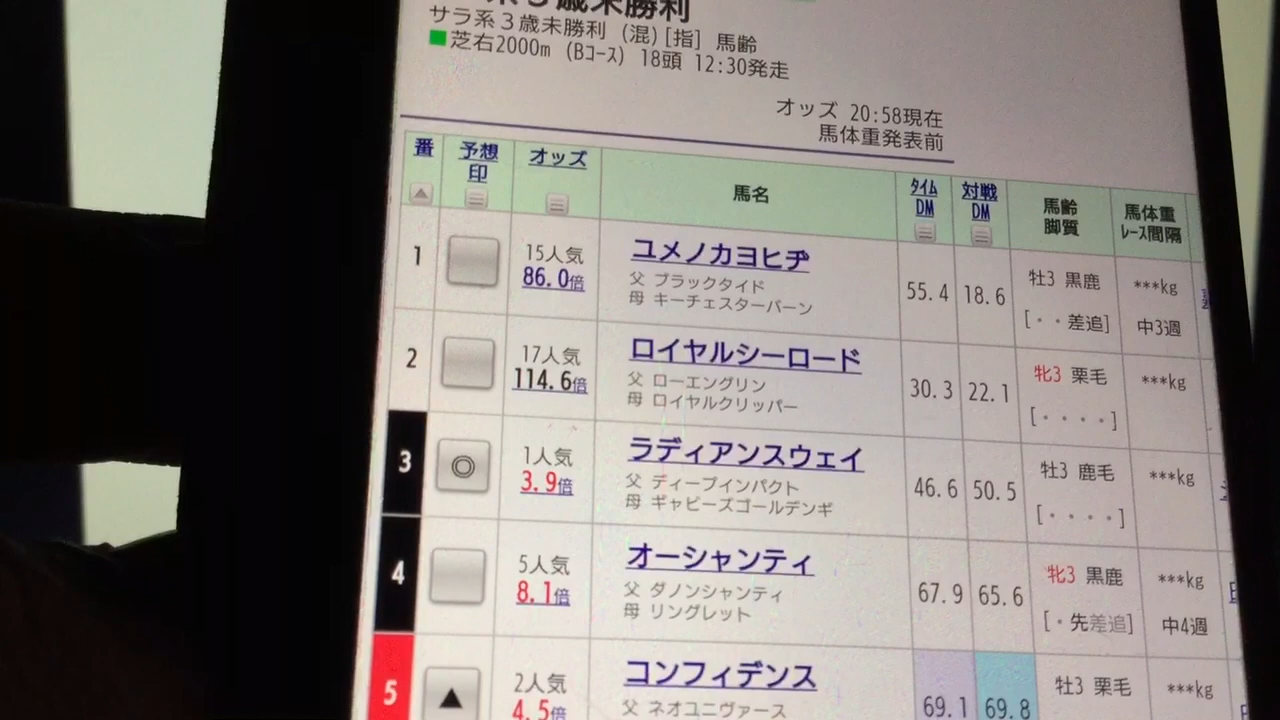 系３歳未勝利
サラ系３歳未勝利 (混)[指] 馬齢
芝右2000m (Bコース) 18頭 12:30発走
オッズ 20:58現在
馬体重発表前
番 予想印 オッズ 馬名 タイムDM 対戦DM 馬齢脚質 馬体重レース間隔
1 15人気 ユメノカヨヒヂ 牡3 黒鹿 ***kg
86.0倍 父 ブラックタイド 55.4 18.6
母 キーチェスターバーン [・・差追] 中3週
2 17人気 ロイヤルシーロード 牝3 栗毛 ***kg
114.6倍 父 ローエングリン 30.3 22.1
母 ロイヤルクリッパー [・・・・]
3 ◎ 1人気 ラディアンスウェイ 牡3 鹿毛 ***kg
3.9倍 父 ディープインパクト 46.6 50.5
母 ギャビーズゴールデンギ [・・・・]
4 5人気 オーシャンティ 牝3 黒鹿 ***kg
8.1倍 父 ダノンシャンティ 67.9 65.6
母 リングレット [・先差追] 中4週
5 ▲ 2人気 コンフィデンス 牡3 栗毛 ***kg
4.5倍 父 ネオユニヴァース 69.1 69.8